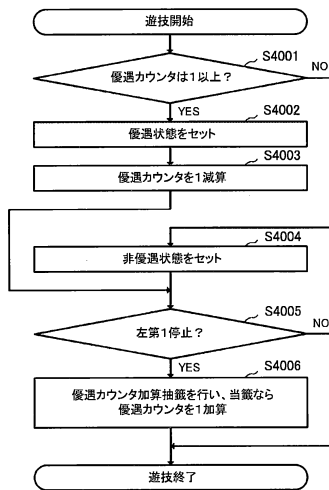 遊技開始
S4001
優遇カウンタは1以上？
NO
YES
S4002
優遇状態をセット
S4003
優遇カウンタを1減算
S4004
非優遇状態をセット
S4005
左第1停止？
NO
YES
S4006
優遇カウンタ加算抽籤を行い、当籤なら
優遇カウンタを1加算
遊技終了